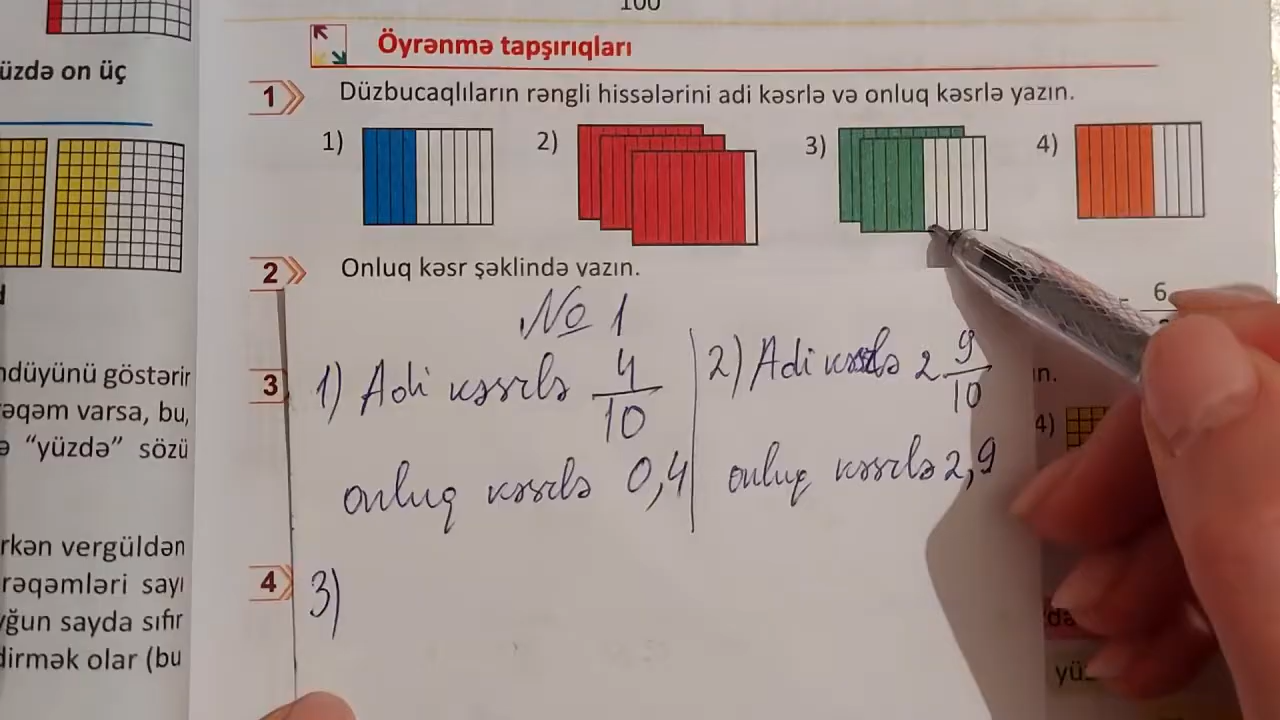 100
Öyrənmə tapşırıqları
üzdə on üç
1 Düzbucaqlıların rəngli hissələrini adi kəsrlə və onluq kəsrlə yazın.
1) 2) 3) 4)
2 Onluq kəsr şəklində yazın.
№ 1
6
3 1) Adi kəsrlə 4/10 2) Adi kəsrlə 2 9/10
ndüyünü göstərir
əqəm varsa, bu,
ə “yüzdə” sözü
ın.
4)
onluq kəsrlə 0,4 onluq kəsrlə 2,9
rkən vergüldən
rəqəmləri sayı
yğun sayda sıfır
dirmək olar (bu
4 3)
yüz